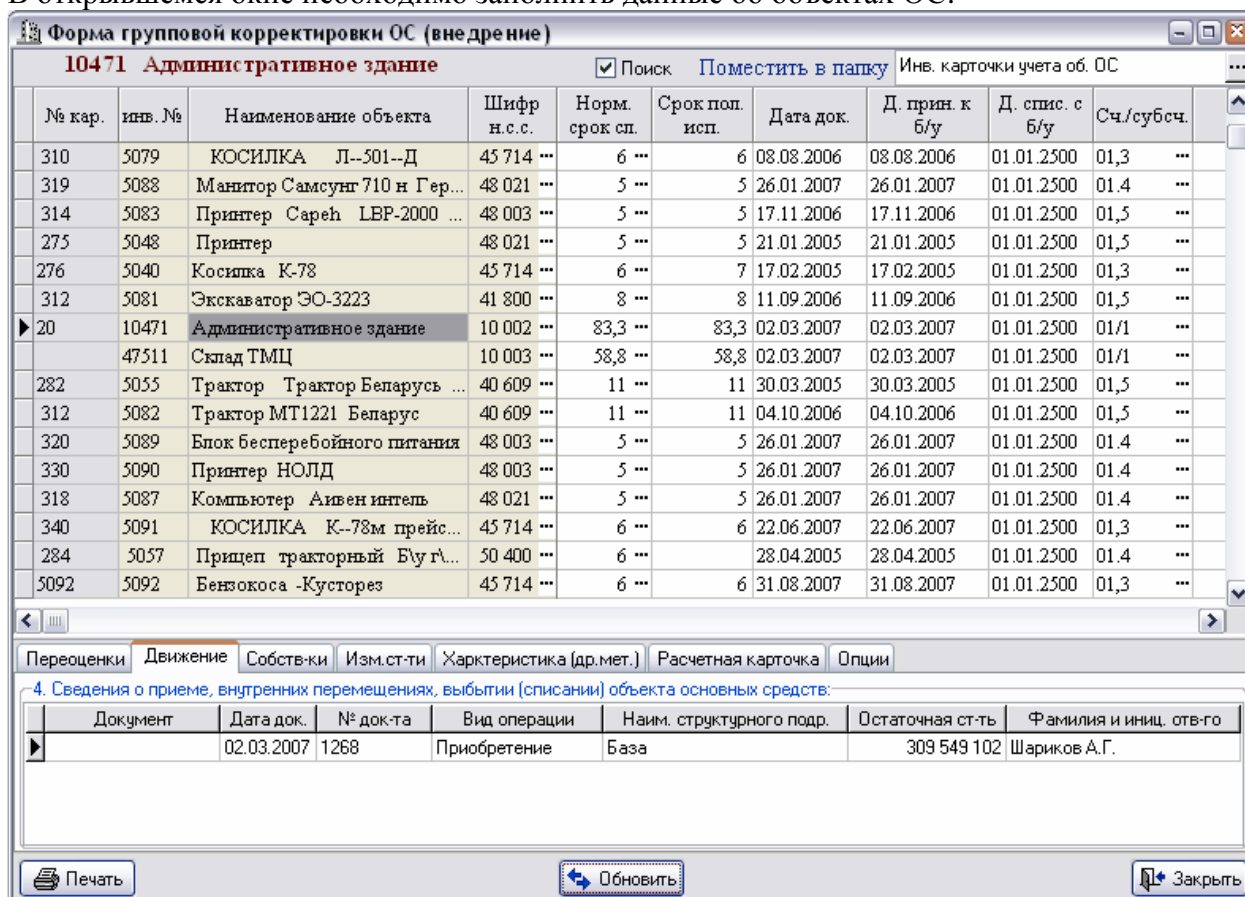 В открывшемся окне необходимо заполнить данные об объектах ОС.
Форма групповой корректировки ОС (внедрение)
10471 Административное здание Поиск Поместить в папку Инв. карточки учета об. ОС ...
№ кар. инв. № Наименование объекта Шифр н.с.с. Норм. срок сл. Срок пол. исп. Дата док. Д. прин. к б/у Д. спис. с б/у Сч./субсч.
310 5079 КОСИЛКА Л--501--Д 45 714 ... 6 ... 6 08.08.2006 08.08.2006 01.01.2500 01,3 ...
319 5088 Манитор Самсунг 710 н Гер... 48 021 ... 5 ... 5 26.01.2007 26.01.2007 01.01.2500 01.4 ...
314 5083 Принтер Capeh LBP-2000 ... 48 003 ... 5 ... 5 17.11.2006 17.11.2006 01.01.2500 01,5 ...
275 5048 Принтер 48 021 ... 5 ... 5 21.01.2005 21.01.2005 01.01.2500 01,5 ...
276 5040 Косилка К-78 45 714 ... 6 ... 7 17.02.2005 17.02.2005 01.01.2500 01,3 ...
312 5081 Экскаватор ЭО-3223 41 800 ... 8 ... 8 11.09.2006 11.09.2006 01.01.2500 01,5 ...
20 10471 Административное здание 10 002 ... 83,3 ... 83,3 02.03.2007 02.03.2007 01.01.2500 01/1 ...
47511 Склад ТМЦ 10 003 ... 58,8 ... 58,8 02.03.2007 02.03.2007 01.01.2500 01/1 ...
282 5055 Трактор Трактор Беларусь ... 40 609 ... 11 ... 11 30.03.2005 30.03.2005 01.01.2500 01,5 ...
312 5082 Трактор МТ1221 Беларус 40 609 ... 11 ... 11 04.10.2006 04.10.2006 01.01.2500 01,5 ...
320 5089 Блок бесперебойного питания 48 003 ... 5 ... 5 26.01.2007 26.01.2007 01.01.2500 01.4 ...
330 5090 Принтер НОЛД 48 003 ... 5 ... 5 26.01.2007 26.01.2007 01.01.2500 01.4 ...
318 5087 Компьютер Аивен интель 48 021 ... 5 ... 5 26.01.2007 26.01.2007 01.01.2500 01.4 ...
340 5091 КОСИЛКА К--78м прейс... 45 714 ... 6 ... 6 22.06.2007 22.06.2007 01.01.2500 01,3 ...
284 5057 Прицеп тракторный Б\у г\... 50 400 ... 6 ... 28.04.2005 28.04.2005 01.01.2500 01.4 ...
5092 5092 Бензокоса -Кусторез 45 714 ... 6 ... 6 31.08.2007 31.08.2007 01.01.2500 01,3 ...
Переоценки Движение Собств-ки Изм.ст-ти Харктеристика (др.мет.) Расчетная карточка Опции
4. Сведения о приеме, внутренних перемещениях, выбытии (списании) объекта основных средств:
Документ Дата док. № док-та Вид операции Наим. структурного подр. Остаточная ст-ть Фамилия и иниц. отв-го
02.03.2007 1268 Приобретение База 309 549 102 Шариков А.Г.
Печать Обновить Закрыть